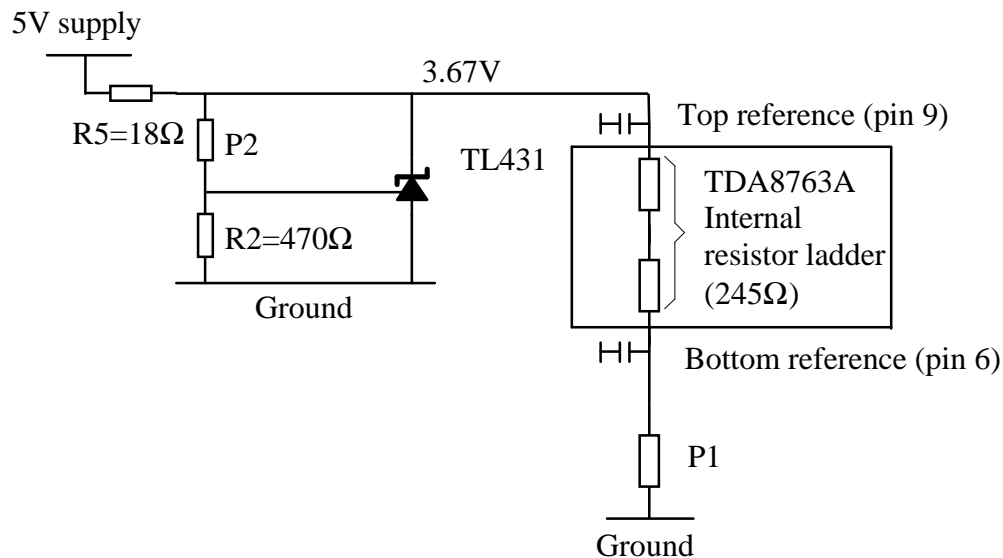 5V supply
3.67V
R5=18Ω
P2
TL431
R2=470Ω
Ground
Top reference (pin 9)
TDA8763A
Internal
resistor ladder
(245Ω)
Bottom reference (pin 6)
P1
Ground